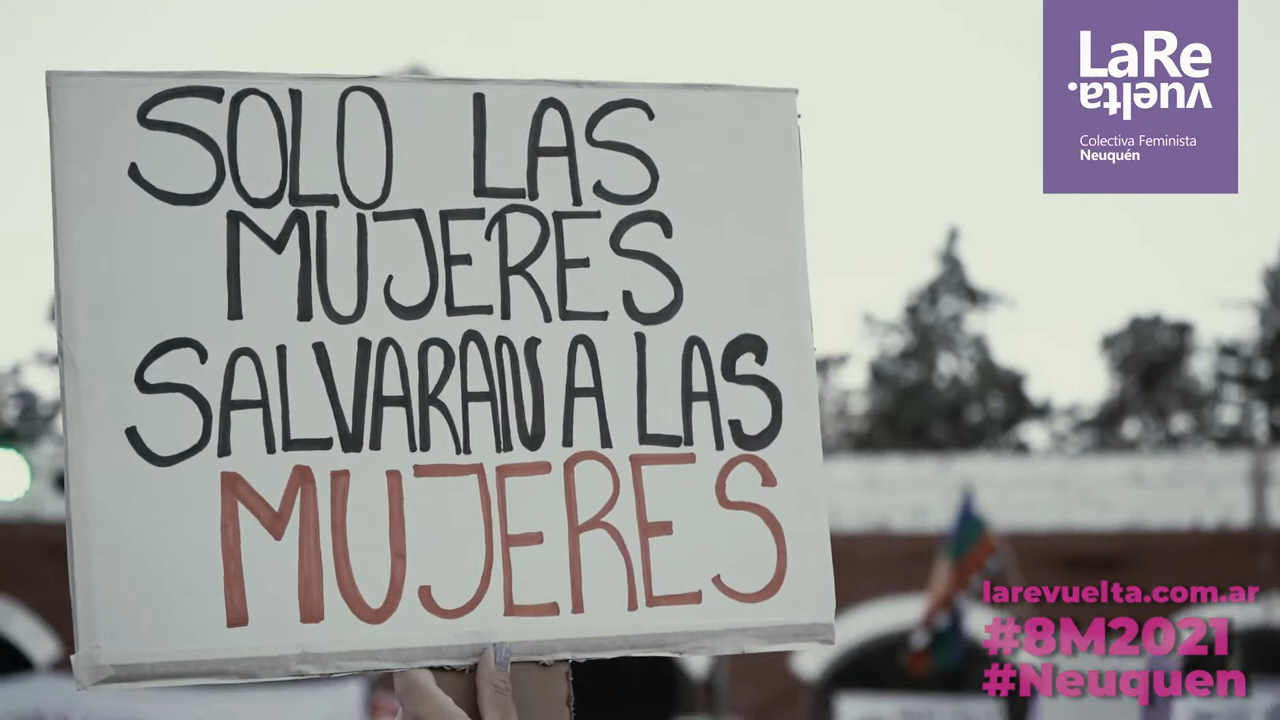 SOLO LAS
MUJERES
SALVARAN A LAS
MUJERES
LaRe
vuelta.
Colectiva Feminista
Neuquén
larevuelta.com.ar
#8M2021
#Neuquen